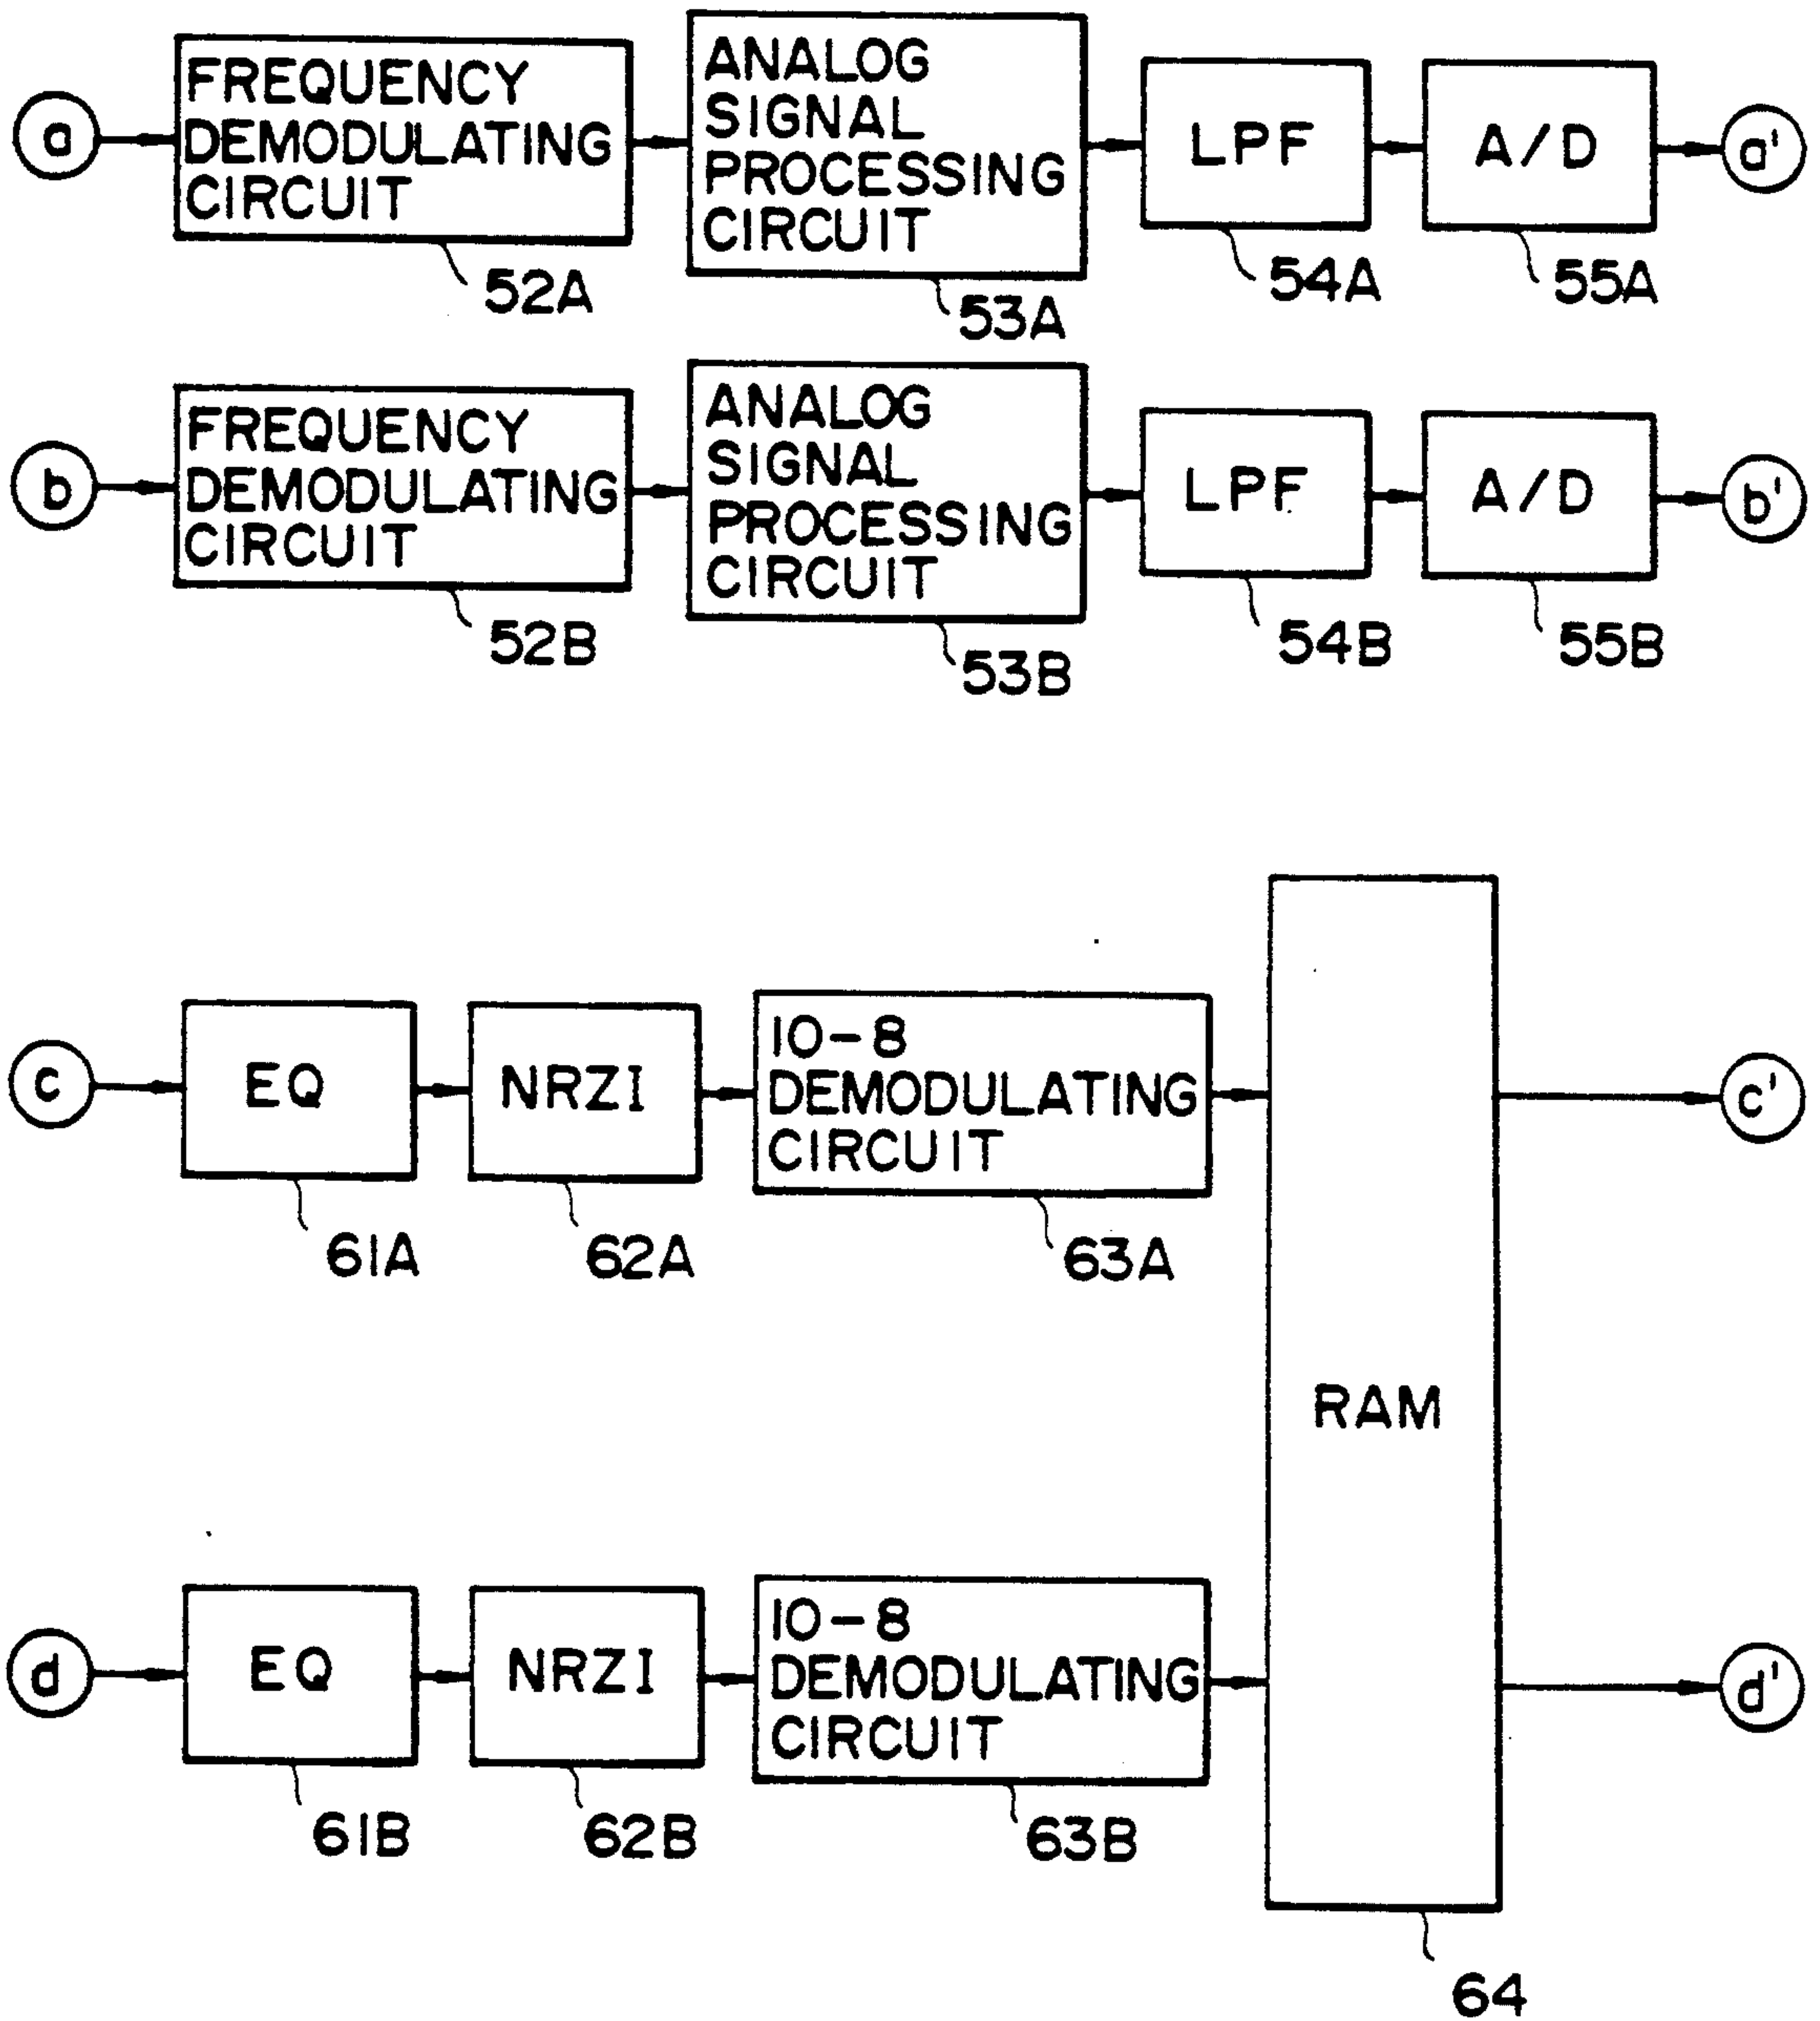 a
FREQUENCY
DEMODULATING
CIRCUIT
52A
ANALOG
SIGNAL
PROCESSING
CIRCUIT
53A
LPF
54A
A/D
55A
a'
b
FREQUENCY
DEMODULATING
CIRCUIT
52B
ANALOG
SIGNAL
PROCESSING
CIRCUIT
53B
LPF
54B
A/D
55B
b'
c
EQ
61A
NRZI
62A
10-8
DEMODULATING
CIRCUIT
63A
RAM
64
c'
d
EQ
61B
NRZI
62B
10-8
DEMODULATING
CIRCUIT
63B
d'